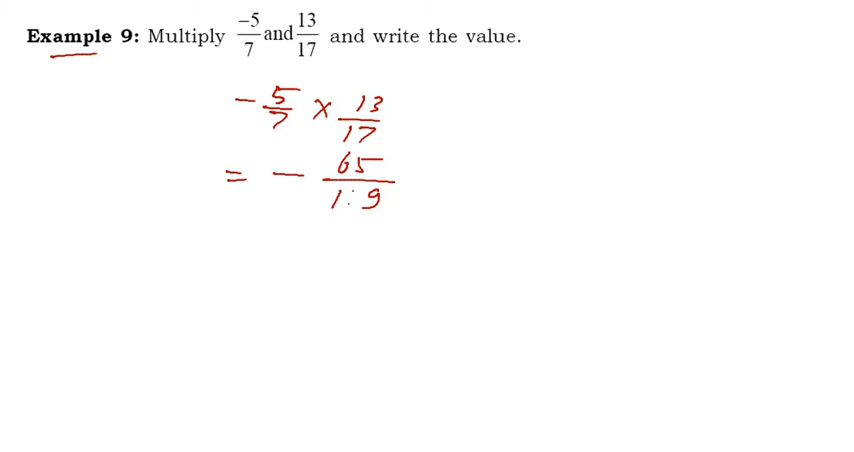 Example 9: Multiply -5/7 and 13/17 and write the value.
- 5/7 × 13/17
= - 65/1 9